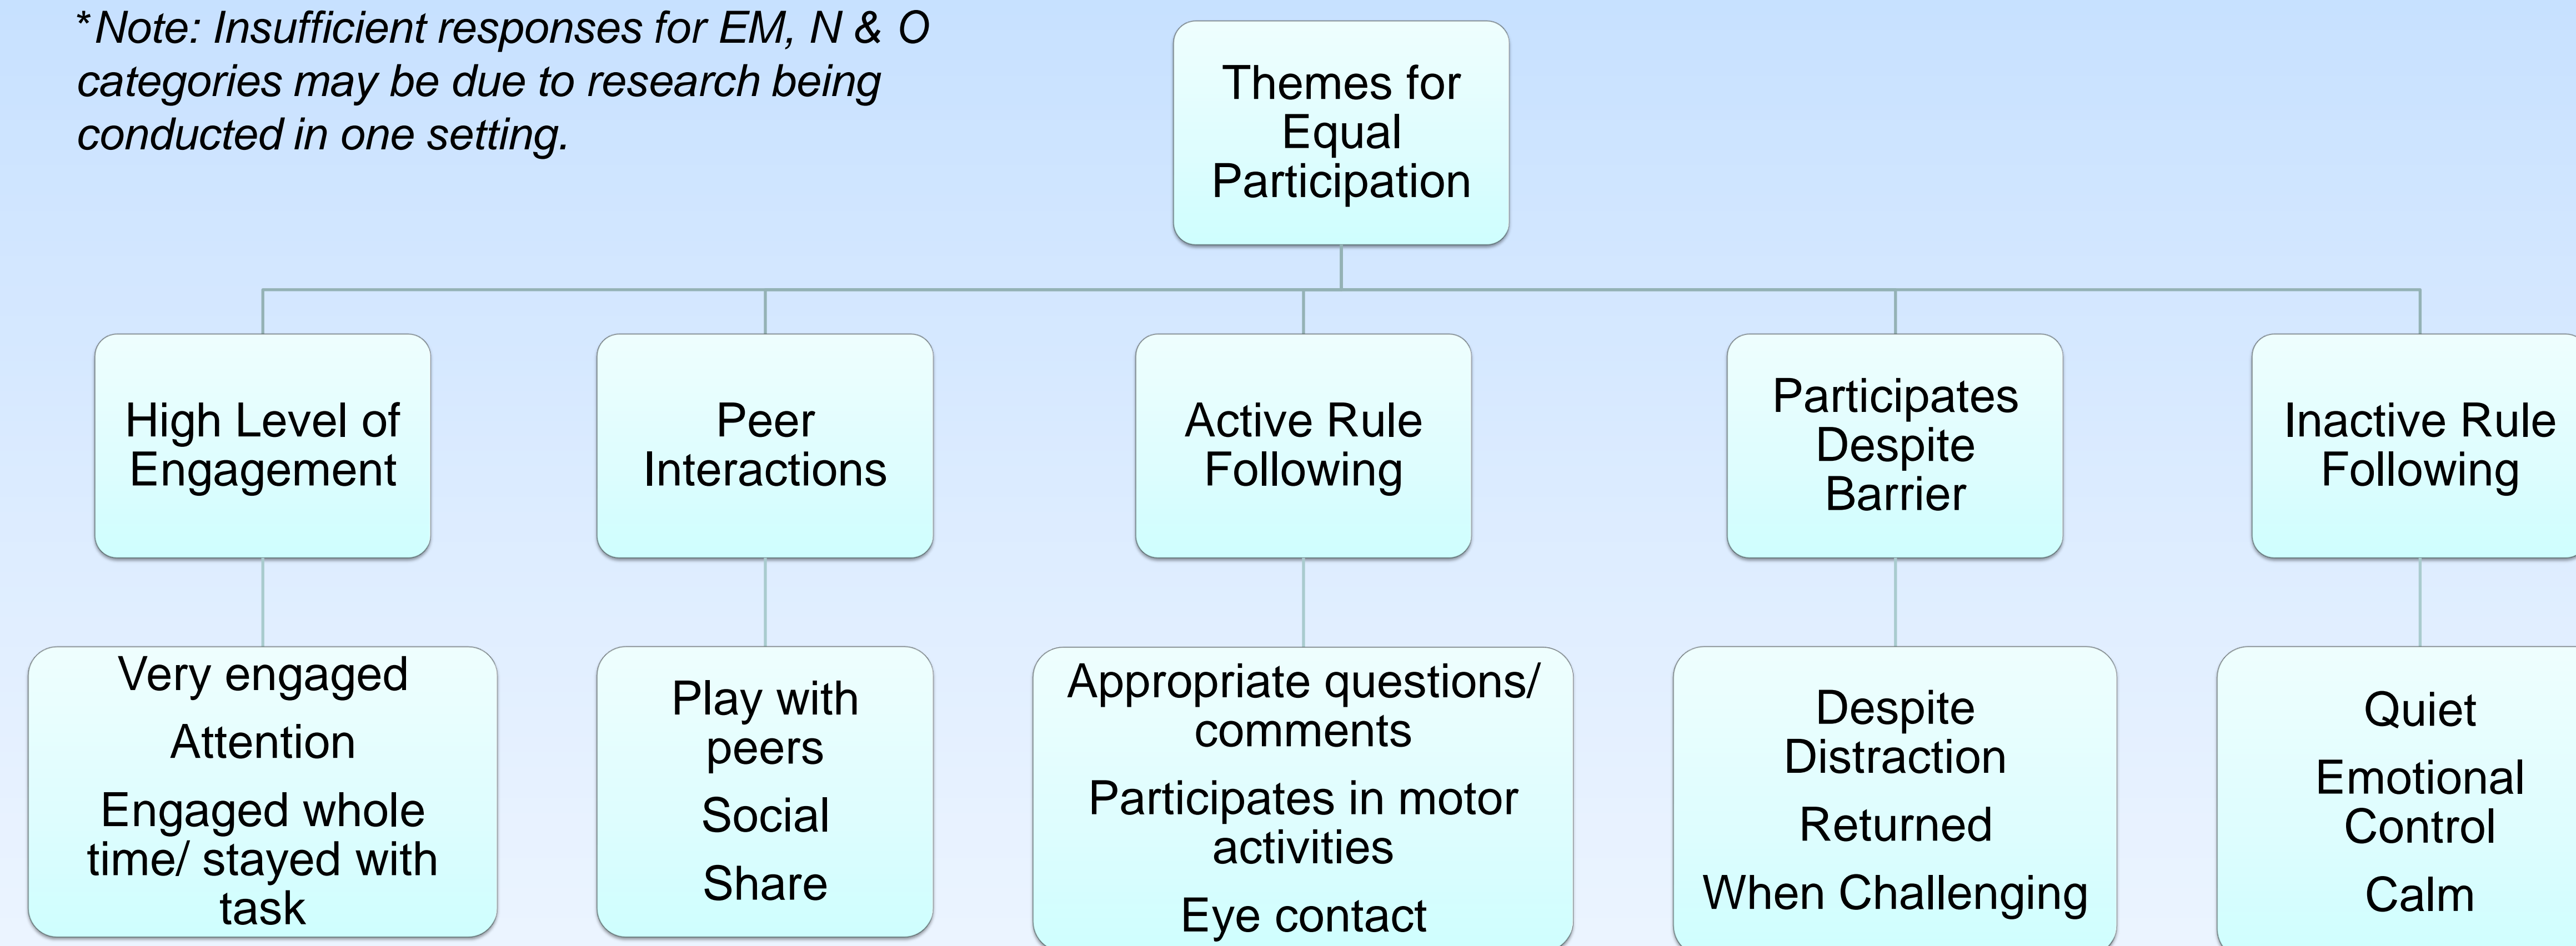 *Note: Insufficient responses for EM, N & O
categories may be due to research being
conducted in one setting.
Themes for
Equal
Participation
High Level of
Engagement
Peer
Interactions
Active Rule
Following
Participates
Despite
Barrier
Inactive Rule
Following
Very engaged
Attention
Engaged whole
time/ stayed with
task
Play with
peers
Social
Share
Appropriate questions/
comments
Participates in motor
activities
Eye contact
Despite
Distraction
Returned
When Challenging
Quiet
Emotional
Control
Calm